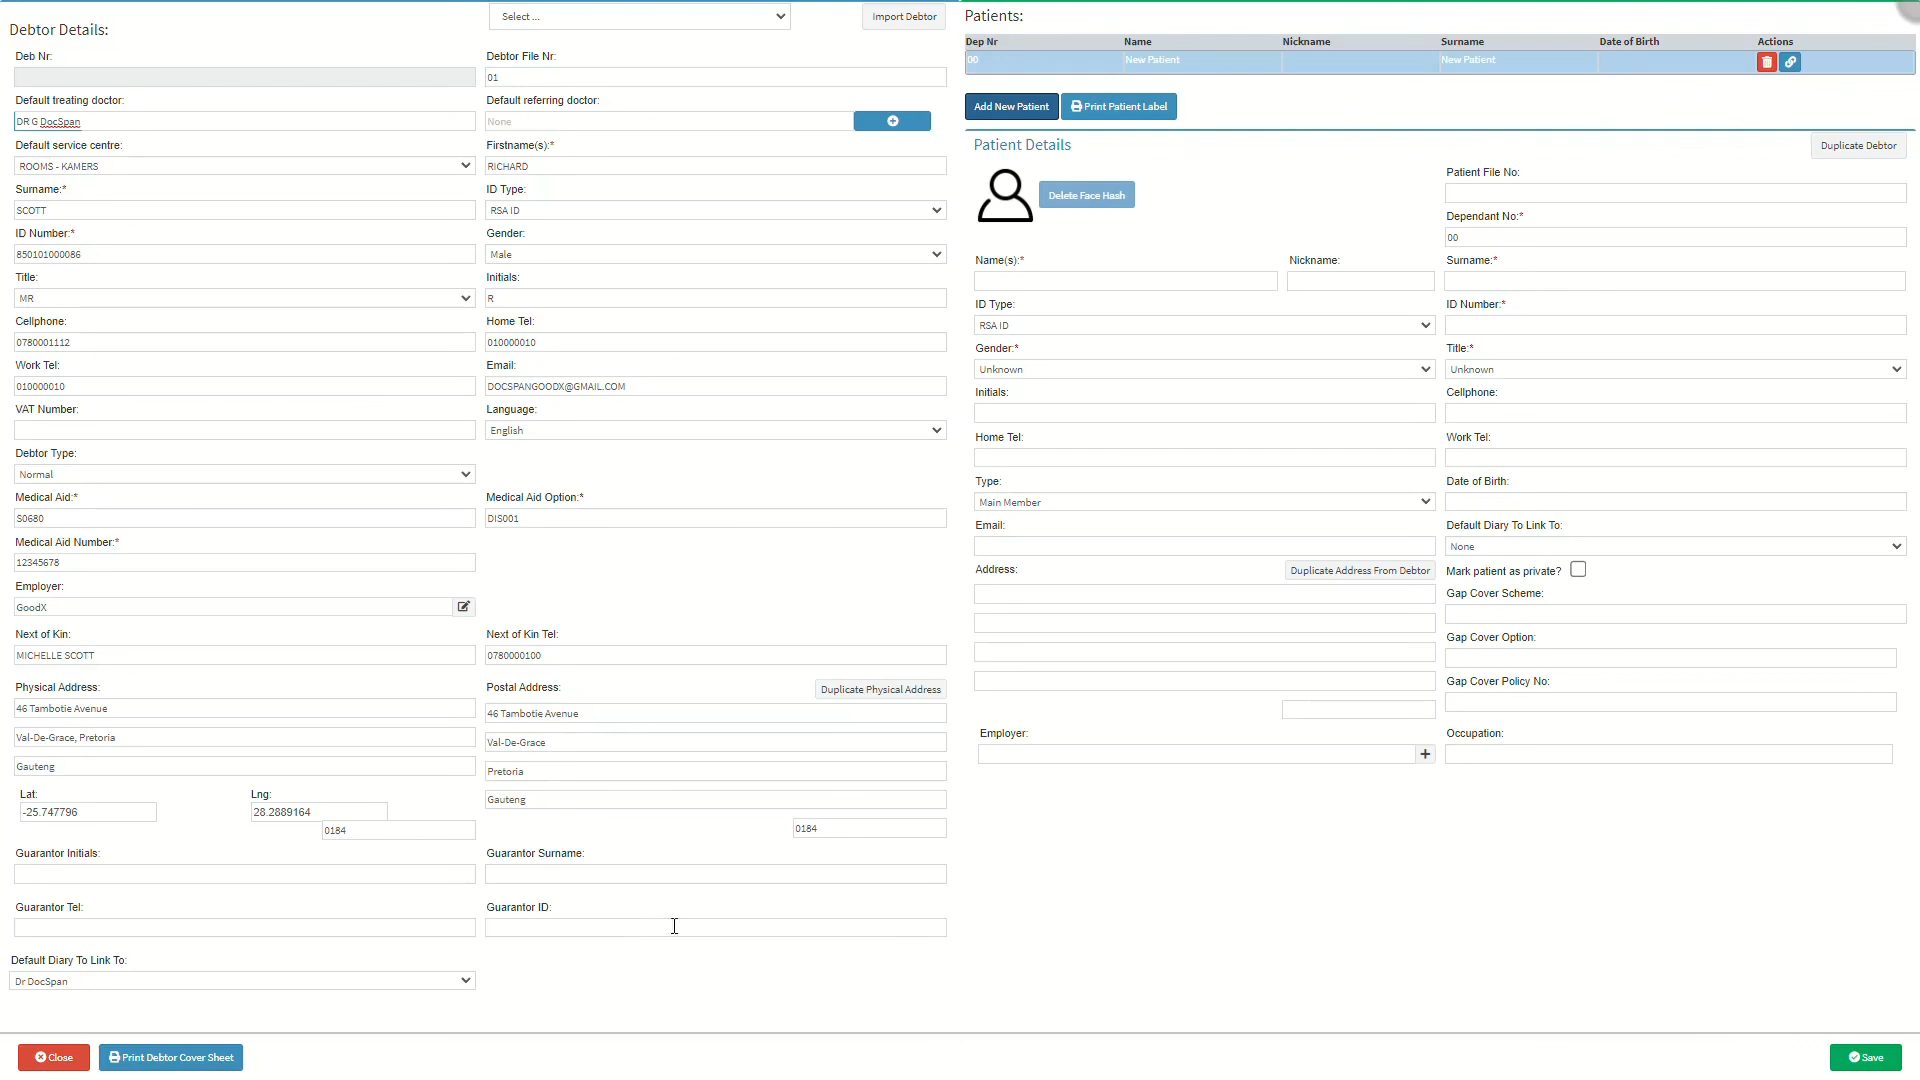 Debtor Details:
Select ...
Import Debtor
Deb Nr:
Debtor File Nr:
01
Default treating doctor:
Default referring doctor:
DR G DocSpan
None
Default service centre:
Firstname(s):*
ROOMS - KAMERS
RICHARD
Surname:*
ID Type:
SCOTT
RSA ID
ID Number:*
Gender:
850101000086
Male
Title:
Initials:
MR
R
Cellphone:
Home Tel:
0780001112
010000010
Work Tel:
Email:
010000010
DOCSPANGOODX@GMAIL.COM
VAT Number:
Language:
English
Debtor Type:
Normal
Medical Aid:*
Medical Aid Option:*
S0680
DIS001
Medical Aid Number:*
12345678
Employer:
GoodX
Next of Kin:
Next of Kin Tel:
MICHELLE SCOTT
0780000100
Physical Address:
Postal Address:
Duplicate Physical Address
46 Tambotie Avenue
46 Tambotie Avenue
Val-De-Grace, Pretoria
Val-De-Grace
Gauteng
Pretoria
Lat:
Lng:
Gauteng
-25.747796
28.2889164
0184
0184
Guarantor Initials:
Guarantor Surname:
Guarantor Tel:
Guarantor ID:
Default Diary To Link To:
Dr DocSpan
Close
Print Debtor Cover Sheet
Patients:
Dep Nr Name Nickname Surname Date of Birth Actions
00 New Patient New Patient
Add New Patient
Print Patient Label
Patient Details
Duplicate Debtor
Delete Face Hash
Patient File No:
Dependant No:*
00
Name(s):*
Nickname:
Surname:*
ID Type:
ID Number:*
RSA ID
Gender:*
Title:*
Unknown
Unknown
Initials:
Cellphone:
Home Tel:
Work Tel:
Type:
Date of Birth:
Main Member
Email:
Default Diary To Link To:
None
Address:
Duplicate Address From Debtor
Mark patient as private?
Gap Cover Scheme:
Gap Cover Option:
Gap Cover Policy No:
Employer:
Occupation:
Save